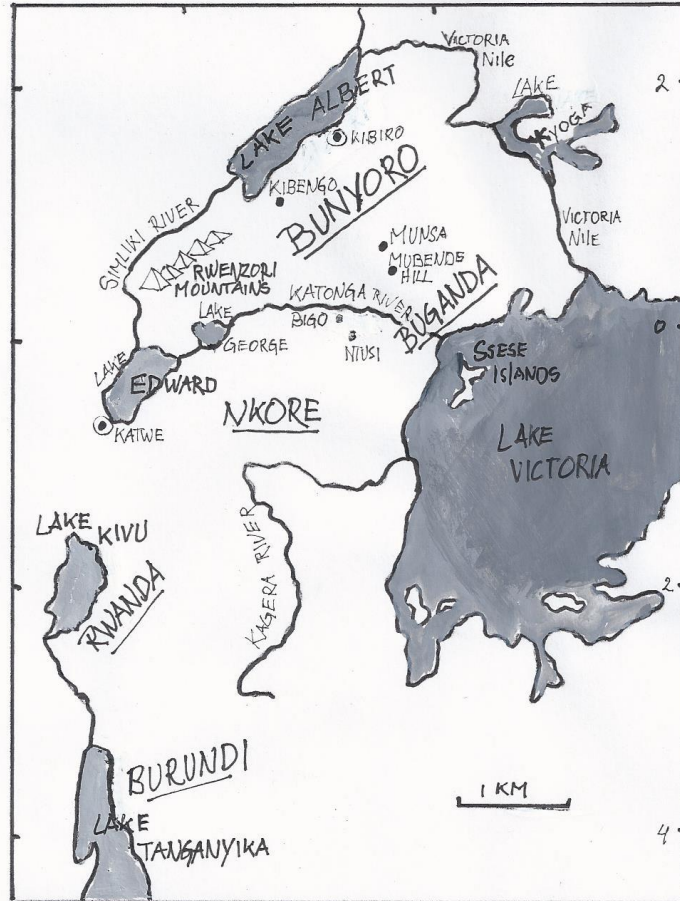 VICTORIA
Nile
LAKE
KYOGA
2
LAKE ALBERT
KIBIRO
KIBENGO
BUNYORO
SIMLIKI RIVER
VICTORIA
Nile
MUNSA
MUBENDE
HILL
RWENZORI
MOUNTAINS
KATONGA RIVER
BUGANDA
LAKE
GEORGE
BIGO
NTUSI
0
LAKE
EDWARD
SSESE
ISLANDS
NKORE
KATWE
LAKE
VICTORIA
LAKE
KIVU
RWANDA
KAGERA RIVER
2
BURUNDI
1 KM
LAKE
TANGANYIKA
4